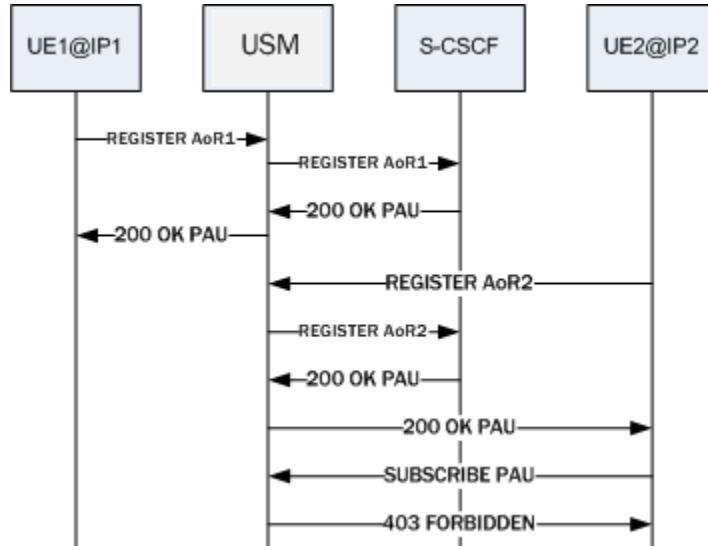 UE1@IP1
USM
S-CSCF
UE2@IP2
REGISTER AoR1
REGISTER AoR1
200 OK PAU
200 OK PAU
REGISTER AoR2
REGISTER AoR2
200 OK PAU
200 OK PAU
SUBSCRIBE PAU
403 FORBIDDEN